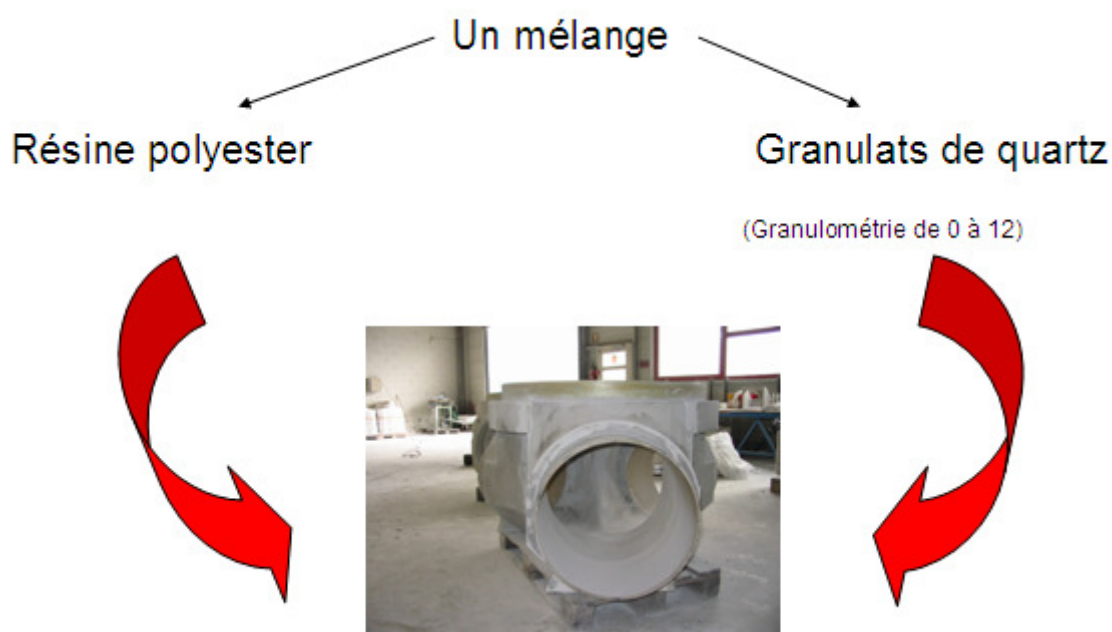 Un mélange
Résine polyester
Granulats de quartz
(Granulométrie de 0 à 12)